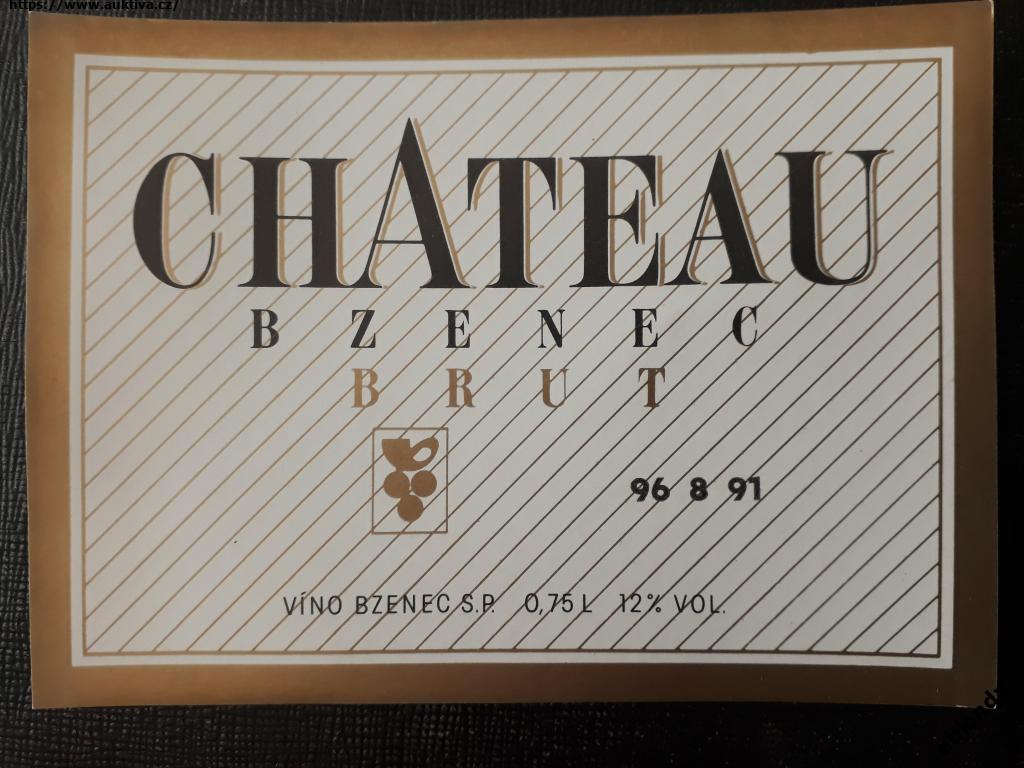 https://www.auktiva.cz/
CHATEAU
BZENEC
BRUT
96 8 91
VÍNO BZENEC S.P. 0,75 L 12% VOL.